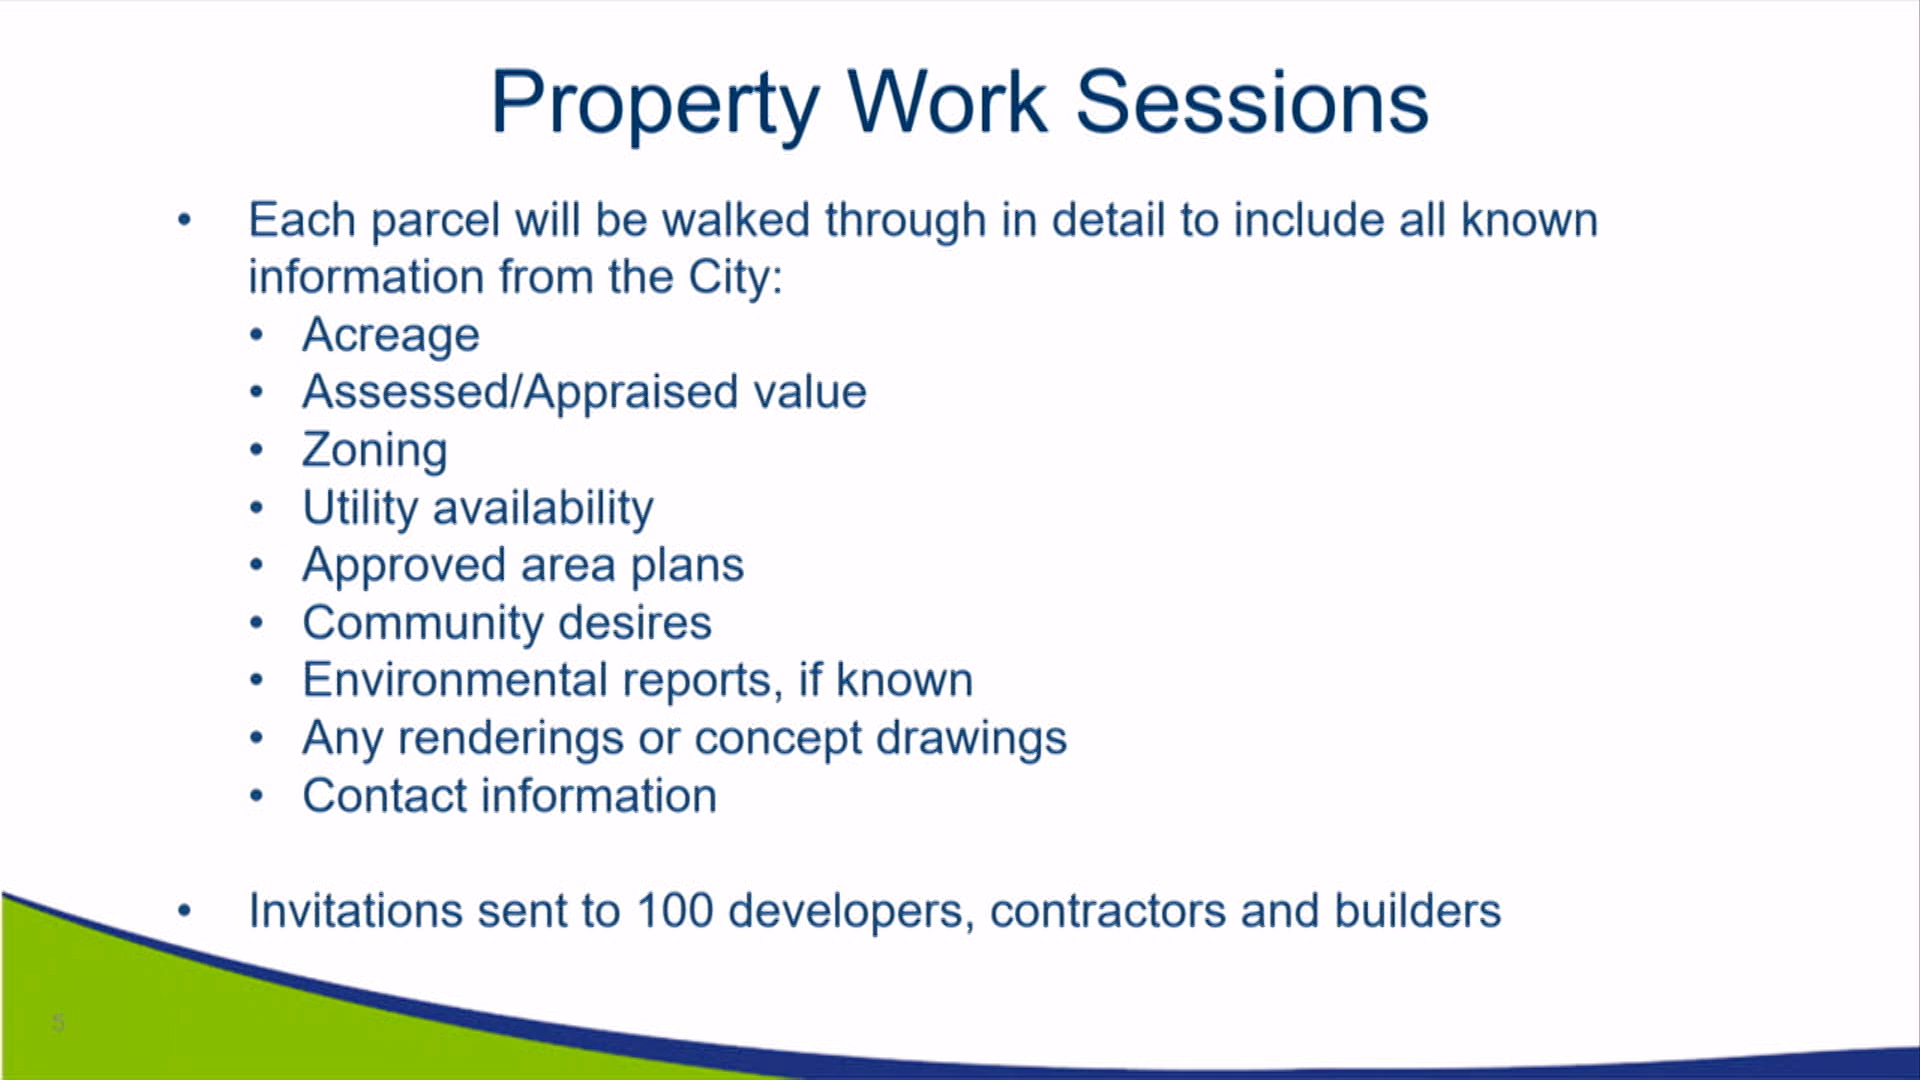 Property Work Sessions
• Each parcel will be walked through in detail to include all known
information from the City:
• Acreage
• Assessed/Appraised value
• Zoning
• Utility availability
• Approved area plans
• Community desires
• Environmental reports, if known
• Any renderings or concept drawings
• Contact information
• Invitations sent to 100 developers, contractors and builders
5